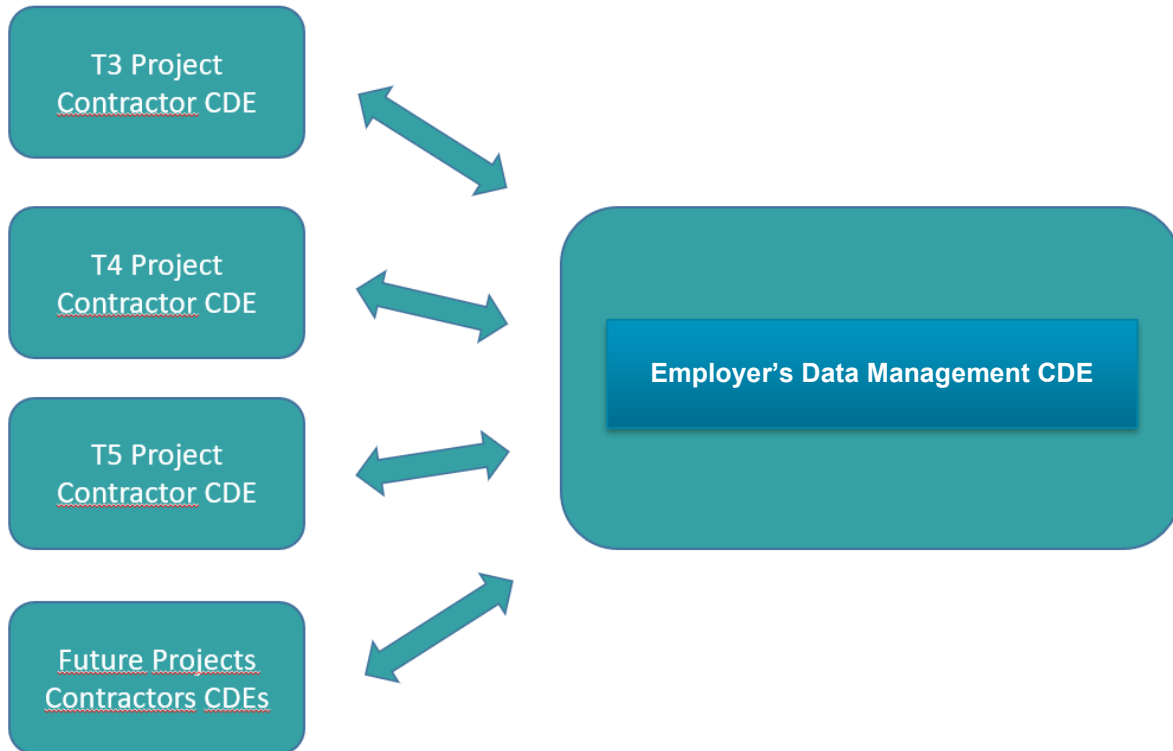 T3 Project
Contractor CDE
T4 Project
Contractor CDE
T5 Project
Contractor CDE
Future Projects
Contractors CDEs
Employer’s Data Management CDE